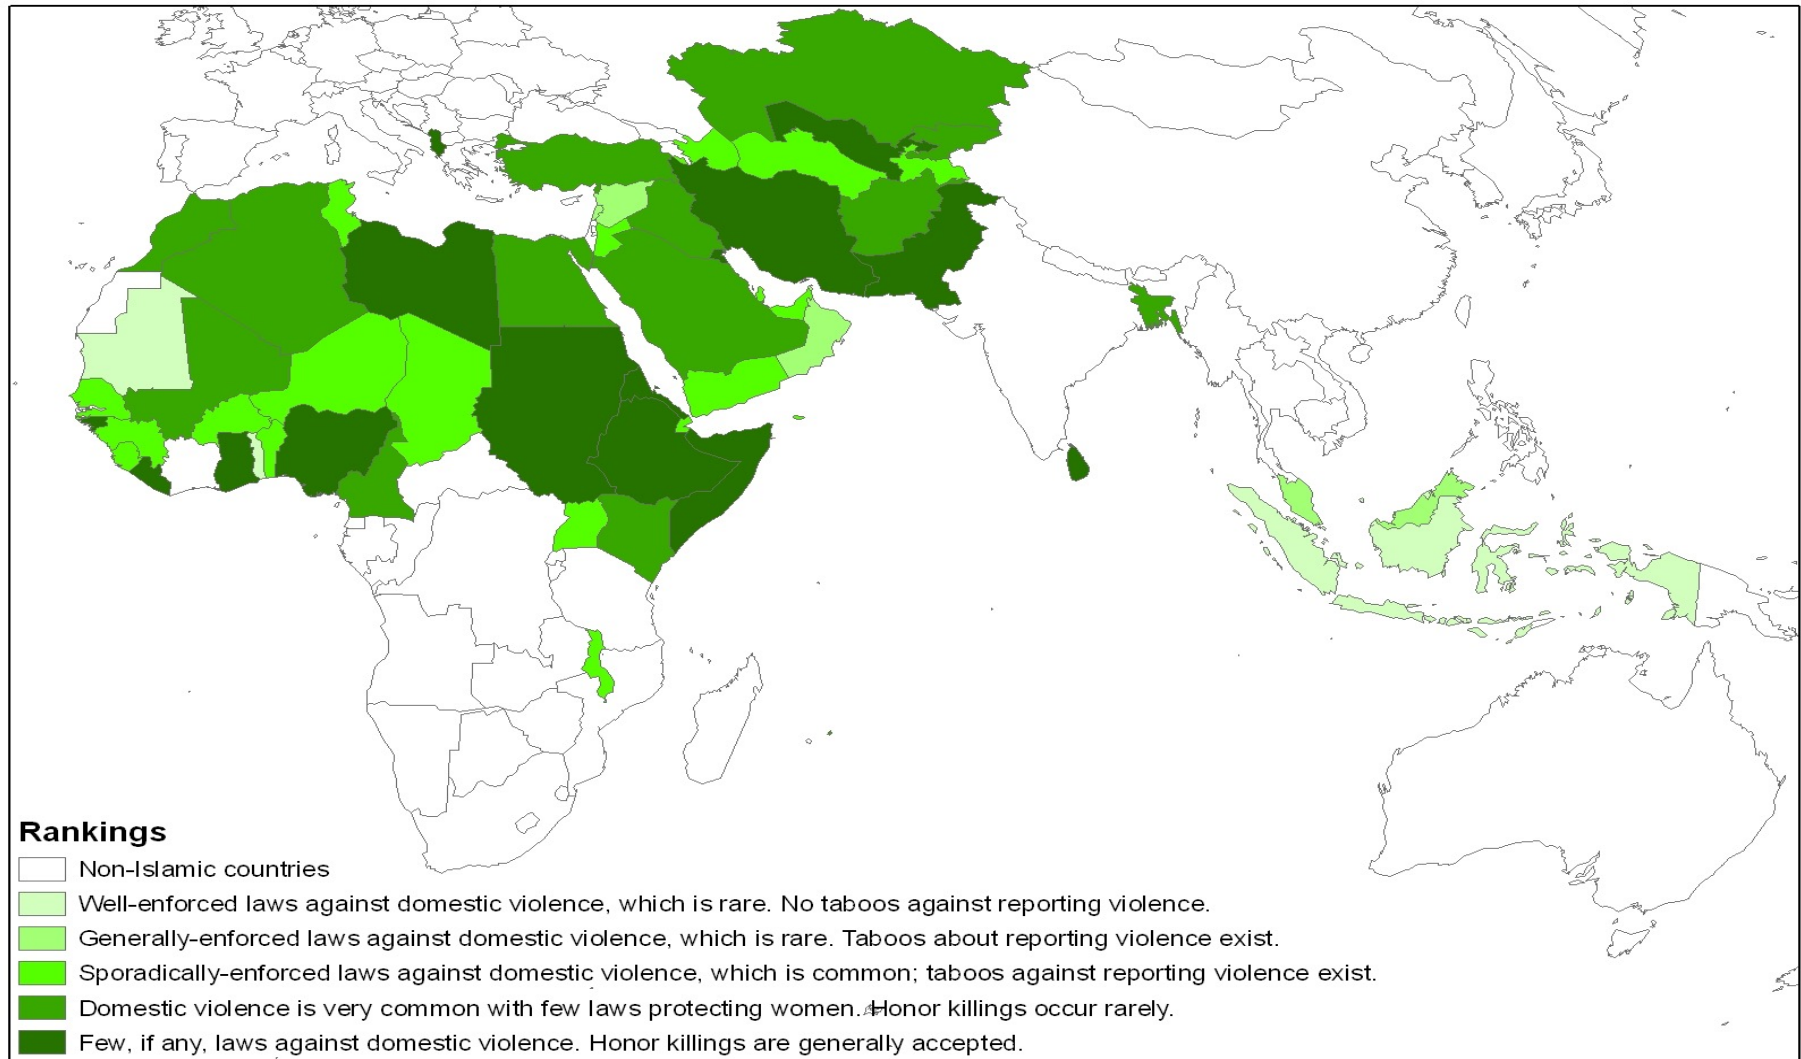 Rankings
Non-Islamic countries
Well-enforced laws against domestic violence, which is rare. No taboos against reporting violence.
Generally-enforced laws against domestic violence, which is rare. Taboos about reporting violence exist.
Sporadically-enforced laws against domestic violence, which is common; taboos against reporting violence exist.
Domestic violence is very common with few laws protecting women. Honor killings occur rarely.
Few, if any, laws against domestic violence. Honor killings are generally accepted.